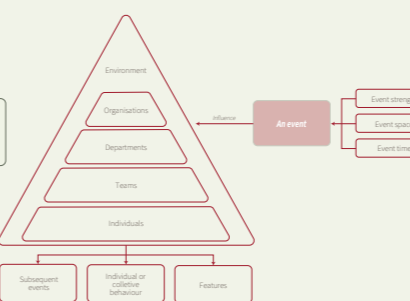 Environment
Organisations
influence
An event
Event streng
Event spac
Event time
Departments
Teams
Individuals
Subsequent
events
Individual or
colletive
behaviour
Features